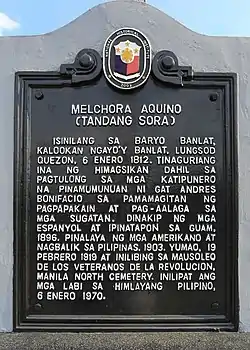 MELCHORA AQUINO
(TANDANG SORA)
ISINILANG SA BARYO BANLAT,
KALOOKAN NGAYO'Y BANLAT, LUNGSOD
QUEZON, 6 ENERO 1812. TINAGURIANG
INA NG HIMAGSIKAN DAHIL SA
PAGTULONG SA MGA KATIPUNERO
NA PINAMUMUNUAN NI GAT ANDRES
BONIFACIO SA PAMAMAGITAN NG
PAGPAPAKAIN AT PAG-AALAGA SA
MGA SUGATAN. DINAKIP NG MGA
ESPANYOL AT IPINATAPON SA GUAM,
1896. PINALAYA NG MGA AMERIKANO AT
NAGBALIK SA PILIPINAS, 1903. YUMAO, 19
PEBRERO 1919 AT INILIBING SA MAUSOLEO
DE LOS VETERANOS DE LA REVOLUCION,
MANILA NORTH CEMETERY. INILIPAT ANG
MGA LABI SA HIMLAYANG PILIPINO,
6 ENERO 1970.